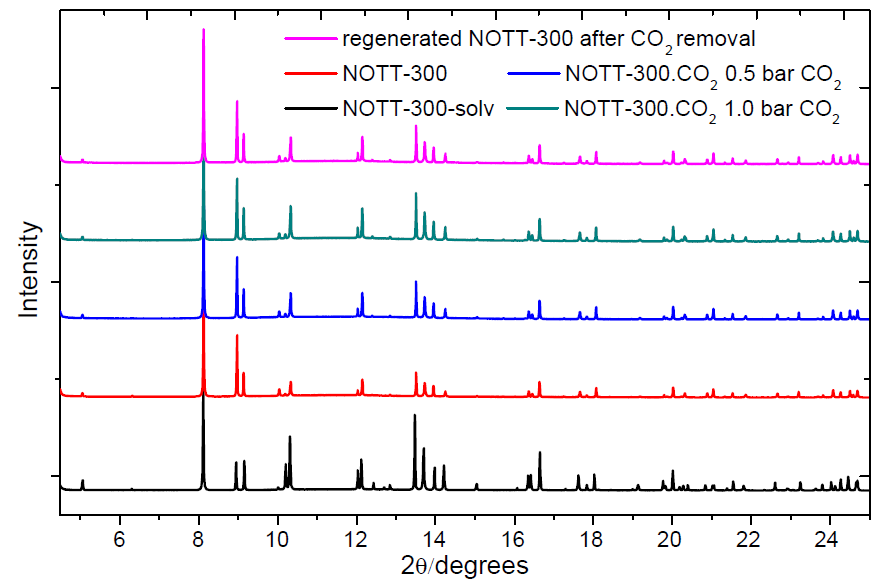 regenerated NOTT-300 after CO₂ removal
NOTT-300 NOTT-300.CO₂ 0.5 bar CO₂
NOTT-300-solv NOTT-300.CO₂ 1.0 bar CO₂
Intensity
6 8 10 12 14 16 18 20 22 24
2θ/degrees